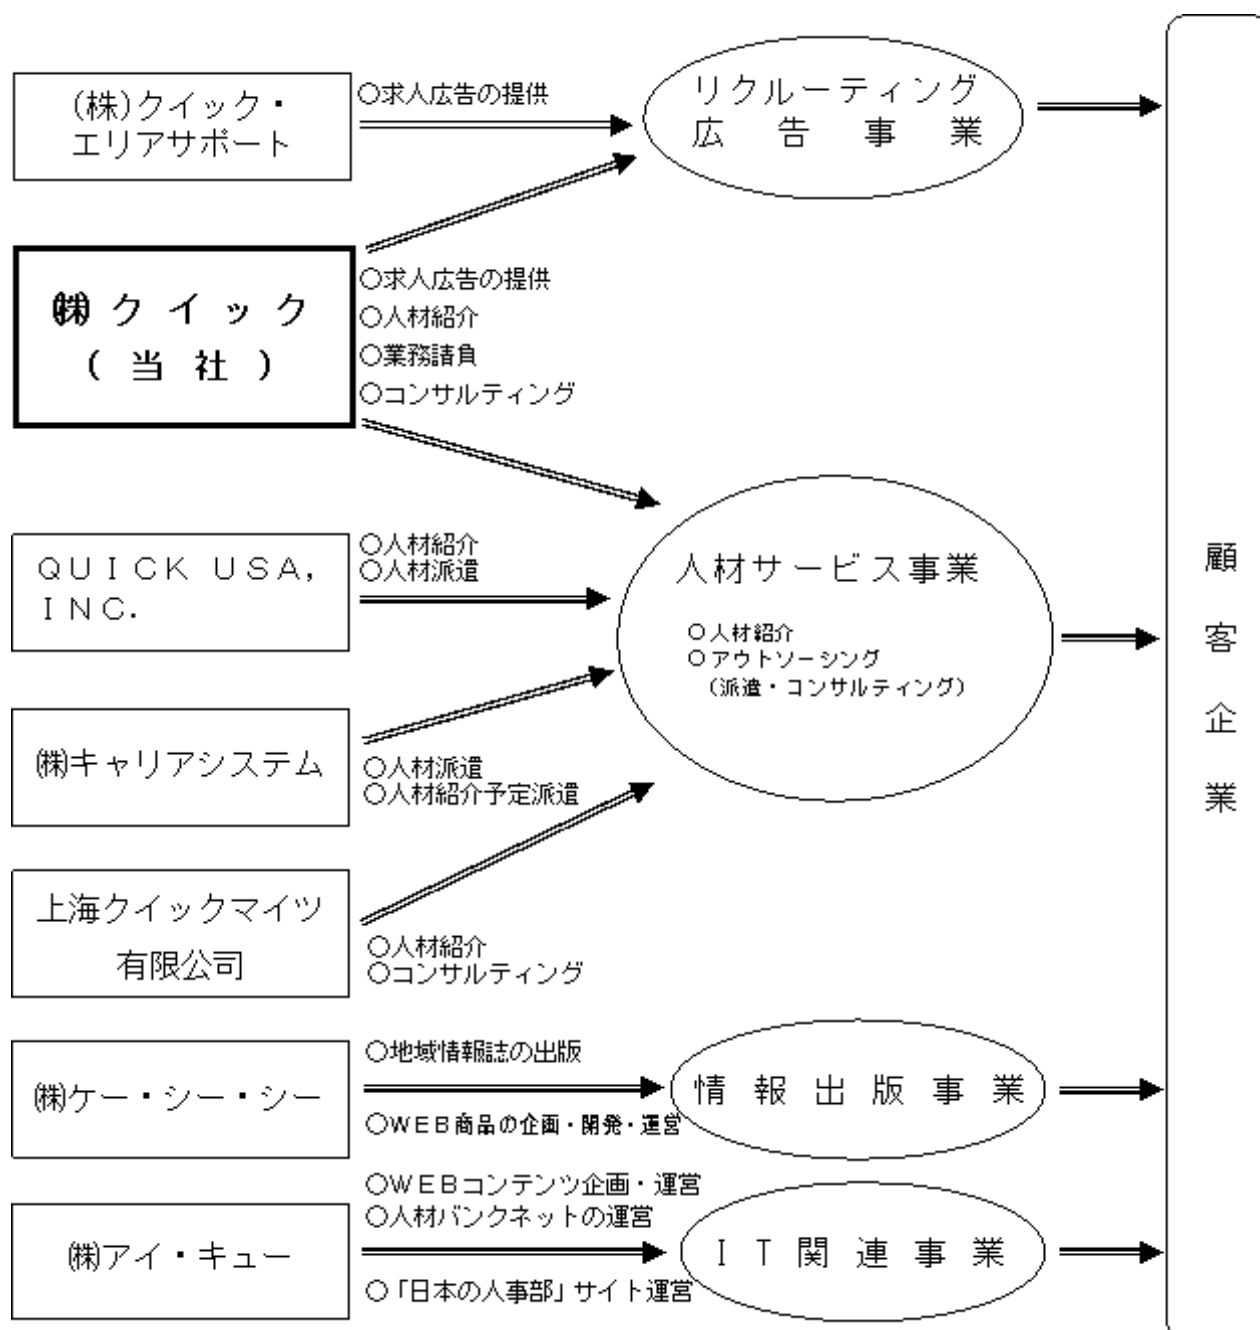 (株)クイック・
エリアサポート
○求人広告の提供
リクルーティング
広告事業
㈱クイック
(当社)
○求人広告の提供
○人材紹介
○業務請負
○コンサルティング
QUICK USA,
INC.
○人材紹介
○人材派遣
人材サービス事業
○人材紹介
○アウトソーシング
(派遣・コンサルティング)
㈱キャリアシステム
○人材派遣
○人材紹介予定派遣
上海クイックマイツ
有限公司
○人材紹介
○コンサルティング
㈱ケー・シー・シー
○地域情報誌の出版
○WEB商品の企画・開発・運営
情報出版事業
㈱アイ・キュー
○WEBコンテンツ企画・運営
○人材バンクネットの運営
○「日本の人事部」サイト運営
IT関連事業
顧客企業